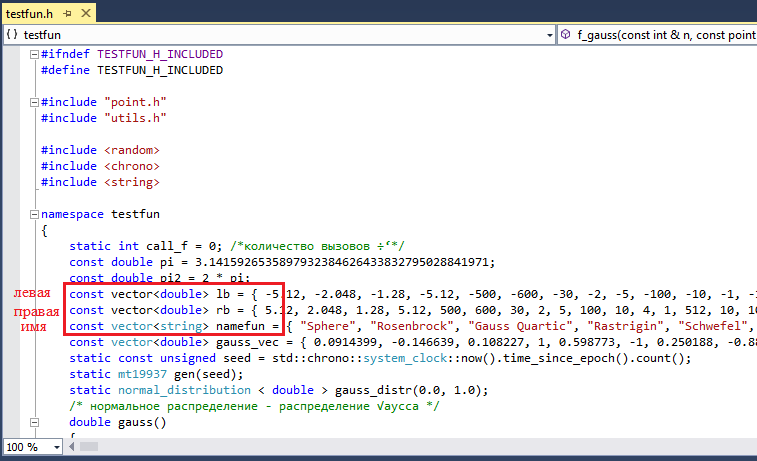 testfun.h
{ } testfun
f_gauss(const int & n, const point
#ifndef TESTFUN_H_INCLUDED
#define TESTFUN_H_INCLUDED
#include "point.h"
#include "utils.h"
#include <random>
#include <chrono>
#include <string>
namespace testfun
{
static int call_f = 0; /*количество вызовов ÷‘*/
const double pi = 3.1415926535897932384626433832795028841971;
const double pi2 = 2 * pi;
левая const vector<double> lb = { -5.12, -2.048, -1.28, -5.12, -500, -600, -30, -2, -5, -100, -10, -1, -
правая const vector<double> rb = { 5.12, 2.048, 1.28, 5.12, 500, 600, 30, 2, 5, 100, 10, 4, 1, 512, 10, 10
имя const vector<string> namefun = { "Sphere", "Rosenbrock", "Gauss Quartic", "Rastrigin", "Schwefel",
const vector<double> gauss_vec = { 0.0914399, -0.146639, 0.108227, 1, 0.598773, -1, 0.250188, -0.88
static const unsigned seed = std::chrono::system_clock::now().time_since_epoch().count();
static mt19937 gen(seed);
static normal_distribution < double > gauss_distr(0.0, 1.0);
/* нормальное распределение - распределение √аусса */
double gauss()
{
100 %